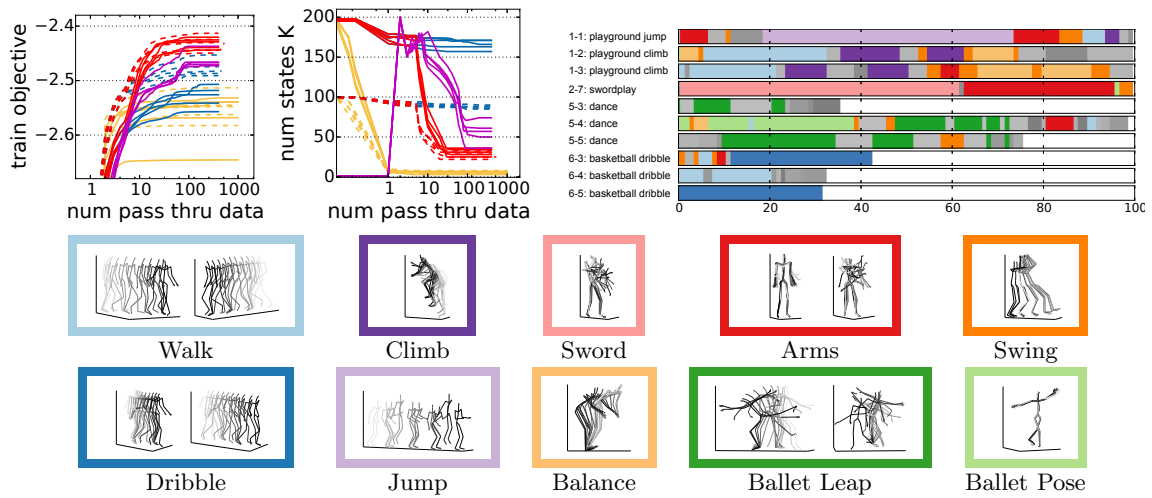 train objective
−2.4
−2.5
−2.6
1 10 100 1000
num pass thru data
num states K
200
150
100
50
0
1 10 100 1000
num pass thru data
1-1: playground jump
1-2: playground climb
1-3: playground climb
2-7: swordplay
5-3: dance
5-4: dance
5-5: dance
6-3: basketball dribble
6-4: basketball dribble
6-5: basketball dribble
0 20 40 60 80 100
Walk Climb Sword Arms Swing
Dribble Jump Balance Ballet Leap Ballet Pose